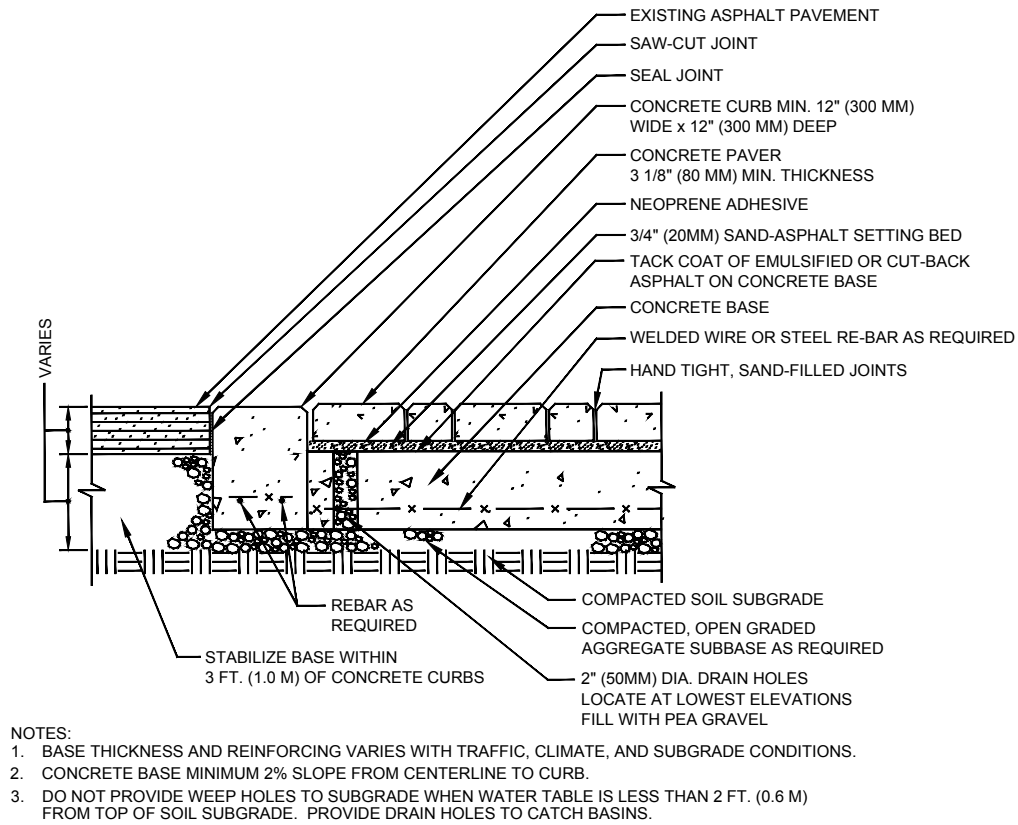 EXISTING ASPHALT PAVEMENT
SAW-CUT JOINT
SEAL JOINT
CONCRETE CURB MIN. 12" (300 MM)
WIDE x 12" (300 MM) DEEP
CONCRETE PAVER
3 1/8" (80 MM) MIN. THICKNESS
NEOPRENE ADHESIVE
3/4" (20MM) SAND-ASPHALT SETTING BED
TACK COAT OF EMULSIFIED OR CUT-BACK
ASPHALT ON CONCRETE BASE
CONCRETE BASE
WELDED WIRE OR STEEL RE-BAR AS REQUIRED
HAND TIGHT, SAND-FILLED JOINTS
VARIES
COMPACTED SOIL SUBGRADE
COMPACTED, OPEN GRADED
AGGREGATE SUBBASE AS REQUIRED
2" (50MM) DIA. DRAIN HOLES
LOCATE AT LOWEST ELEVATIONS
FILL WITH PEA GRAVEL
REBAR AS
REQUIRED
STABILIZE BASE WITHIN
3 FT. (1.0 M) OF CONCRETE CURBS
NOTES:
1. BASE THICKNESS AND REINFORCING VARIES WITH TRAFFIC, CLIMATE, AND SUBGRADE CONDITIONS.
2. CONCRETE BASE MINIMUM 2% SLOPE FROM CENTERLINE TO CURB.
3. DO NOT PROVIDE WEEP HOLES TO SUBGRADE WHEN WATER TABLE IS LESS THAN 2 FT. (0.6 M)
FROM TOP OF SOIL SUBGRADE. PROVIDE DRAIN HOLES TO CATCH BASINS.